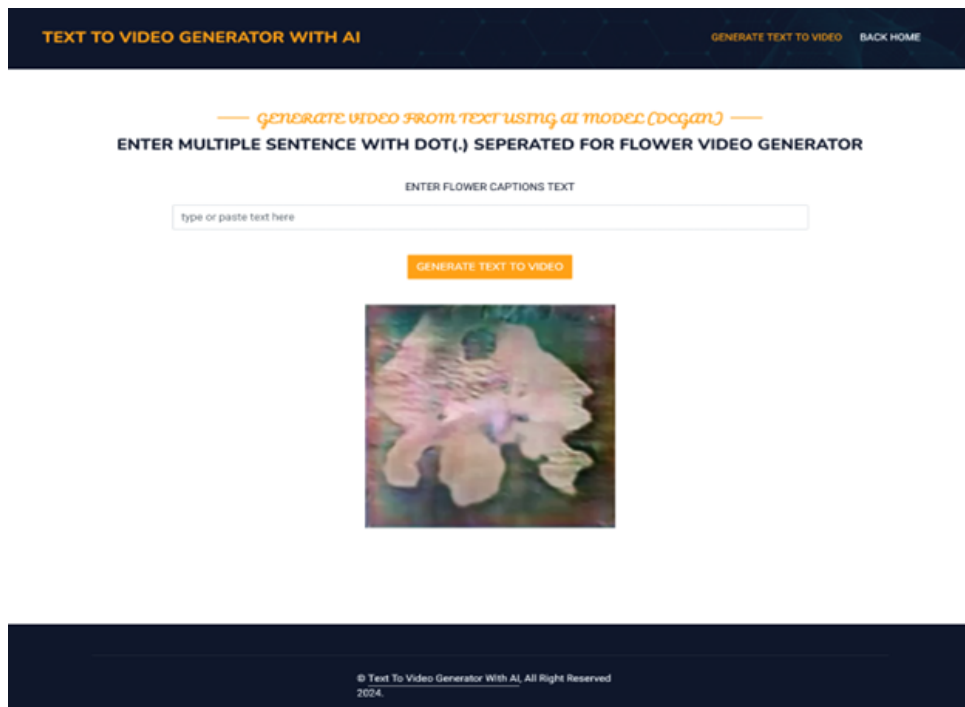 TEXT TO VIDEO GENERATOR WITH AI
GENERATE TEXT TO VIDEO BACK HOME
GENERATE VIDEO FROM TEXT USING AI MODEL (DCGAN)
ENTER MULTIPLE SENTENCE WITH DOT(.) SEPERATED FOR FLOWER VIDEO GENERATOR
ENTER FLOWER CAPTIONS TEXT
type or paste text here
GENERATE TEXT TO VIDEO
© Text To Video Generator With AI, All Right Reserved
2024.